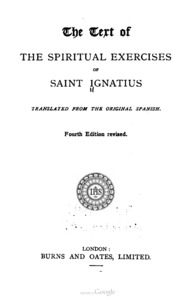 The Text of
THE SPIRITUAL EXERCISES
OF
SAINT IGNATIUS
TRANSLATED FROM THE ORIGINAL SPANISH.
Fourth Edition revised.
IHS
LONDON:
BURNS AND OATES, LIMITED.
Google